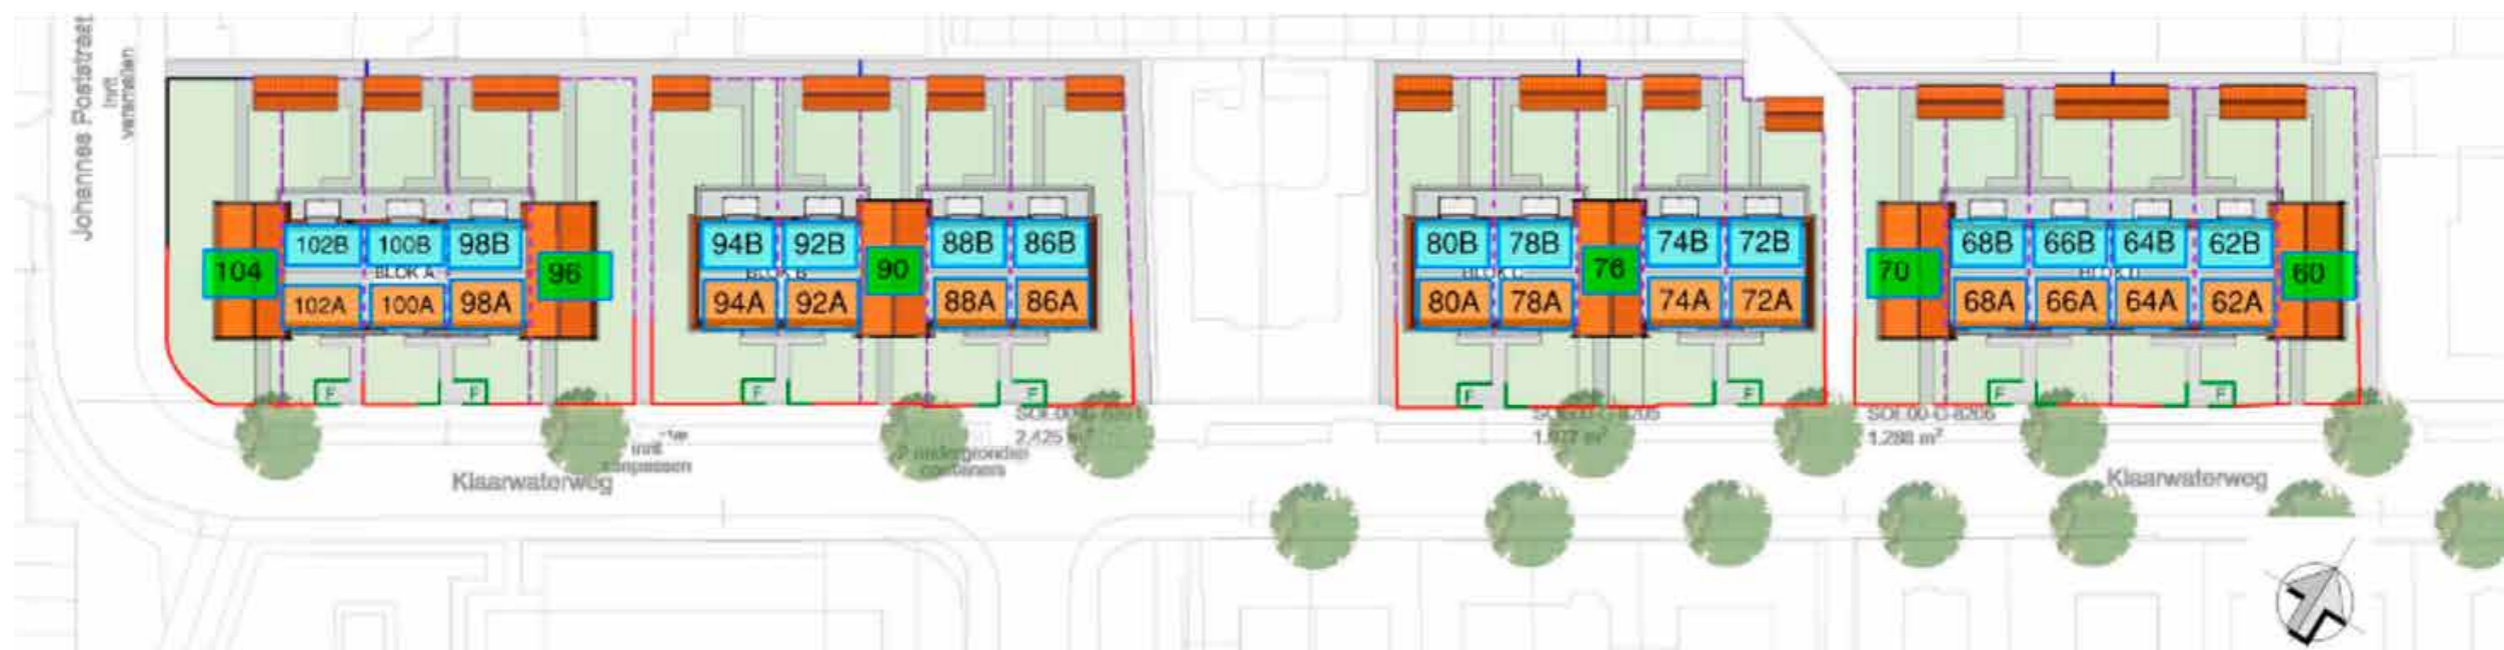 Johannes Poststraat
Inrit
102B 100B 98B
94B 92B 88B 86B
80B 78B 74B 72B
68B 66B 64B 62B
104 BLOK A 96
BLOK B 90
BLOK C 76
70 BLOK D 60
102A 100A 98A
94A 92A 88A 86A
80A 78A 74A 72A
68A 66A 64A 62A
F F F F F F F F
2.425 m²
1.077 m²
1.286 m²
Inrit
aanpassen
2 ondergrondse
containers
Klaarwaterweg
Klaarwaterweg